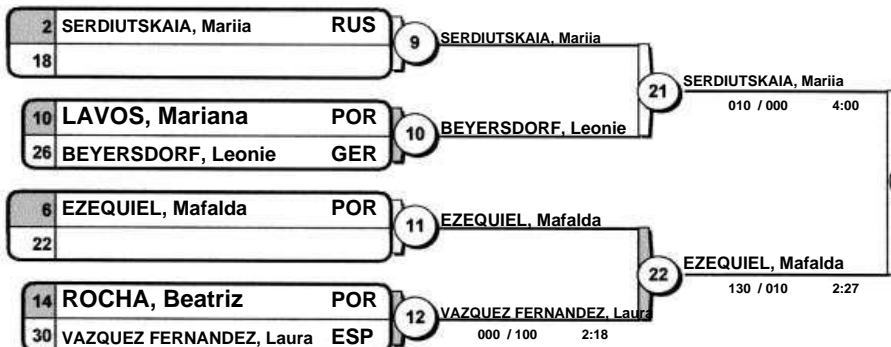 2 SERDIUTSKAIA, Mariia RUS
18
9
SERDIUTSKAIA, Mariia
10 LAVOS, Mariana POR
26 BEYERSDORF, Leonie GER
10
BEYERSDORF, Leonie
21
SERDIUTSKAIA, Mariia
010 / 000 4:00
6 EZEQUIEL, Mafalda POR
22
11
EZEQUIEL, Mafalda
14 ROCHA, Beatriz POR
30 VAZQUEZ FERNANDEZ, Laura ESP
12
VAZQUEZ FERNANDEZ, Laura
000 / 100 2:18
22
EZEQUIEL, Mafalda
130 / 010 2:27